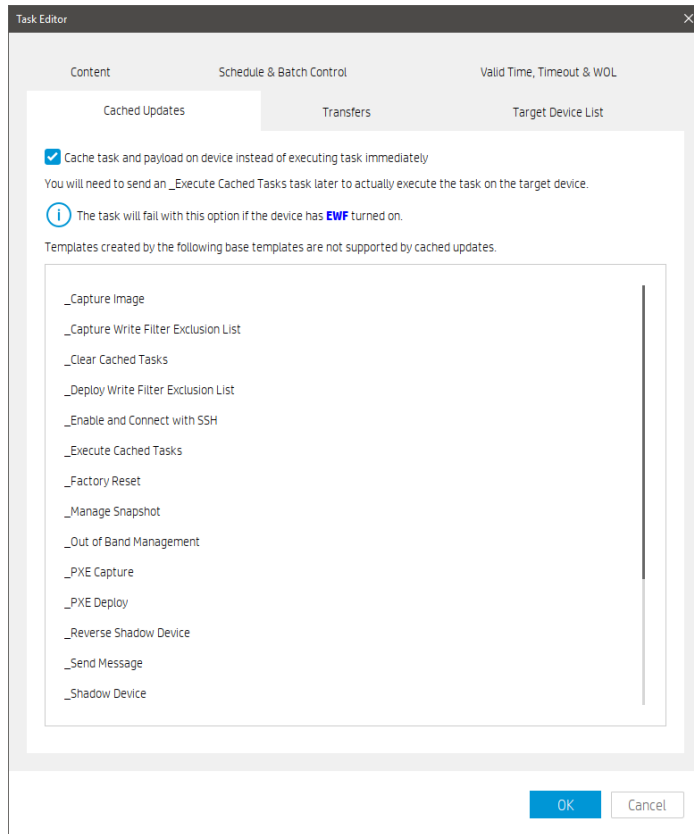 Task Editor
Content
Schedule & Batch Control
Valid Time, Timeout & WOL
Cached Updates
Transfers
Target Device List
Cache task and payload on device instead of executing task immediately
You will need to send an _Execute Cached Tasks task later to actually execute the task on the target device.
The task will fail with this option if the device has EWF turned on.
Templates created by the following base templates are not supported by cached updates.
_Capture Image
_Capture Write Filter Exclusion List
_Clear Cached Tasks
_Deploy Write Filter Exclusion List
_Enable and Connect with SSH
_Execute Cached Tasks
_Factory Reset
_Manage Snapshot
_Out of Band Management
_PXE Capture
_PXE Deploy
_Reverse Shadow Device
_Send Message
_Shadow Device
OK
Cancel